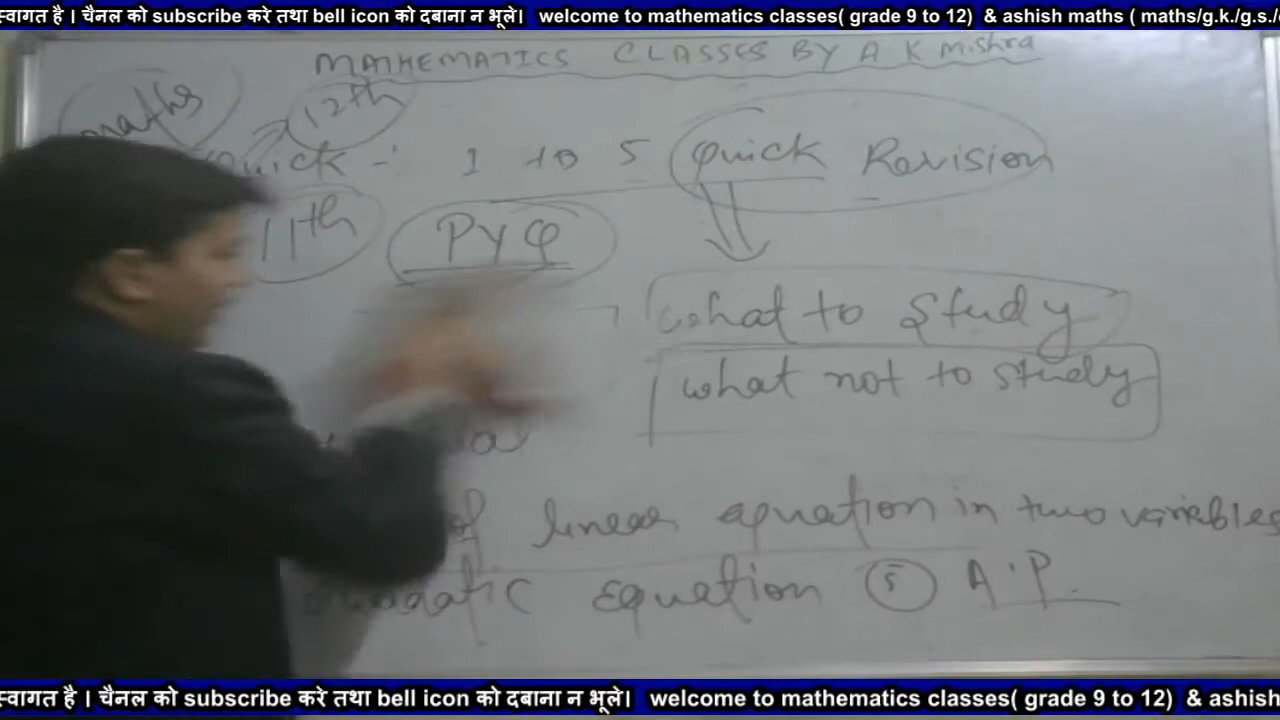 स्वागत है । चैनल को subscribe करे तथा bell icon को दबाना न भूले। welcome to mathematics classes( grade 9 to 12) & ashish maths ( maths/g.k./g.s./
MATHEMATICS CLASSES BY A K Mishra
maths 12th
Quick -: 1 to 5 Quick Revision
11th PYQ
what to study
what not to study
of linear equation in two variables
equation ⑤ A.P.
स्वागत है । चैनल को subscribe करे तथा bell icon को दबाना न भूले। welcome to mathematics classes( grade 9 to 12) & ashish